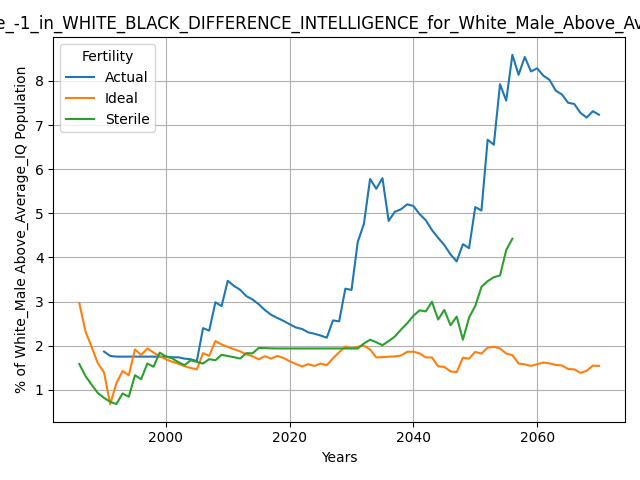 e_-1_in_WHITE_BLACK_DIFFERENCE_INTELLIGENCE_for_White_Male_Above_Av
Fertility
Actual
Ideal
Sterile
% of White_Male Above_Average_IQ Population
8
7
6
5
4
3
2
1
2000 2020 2040 2060
Years